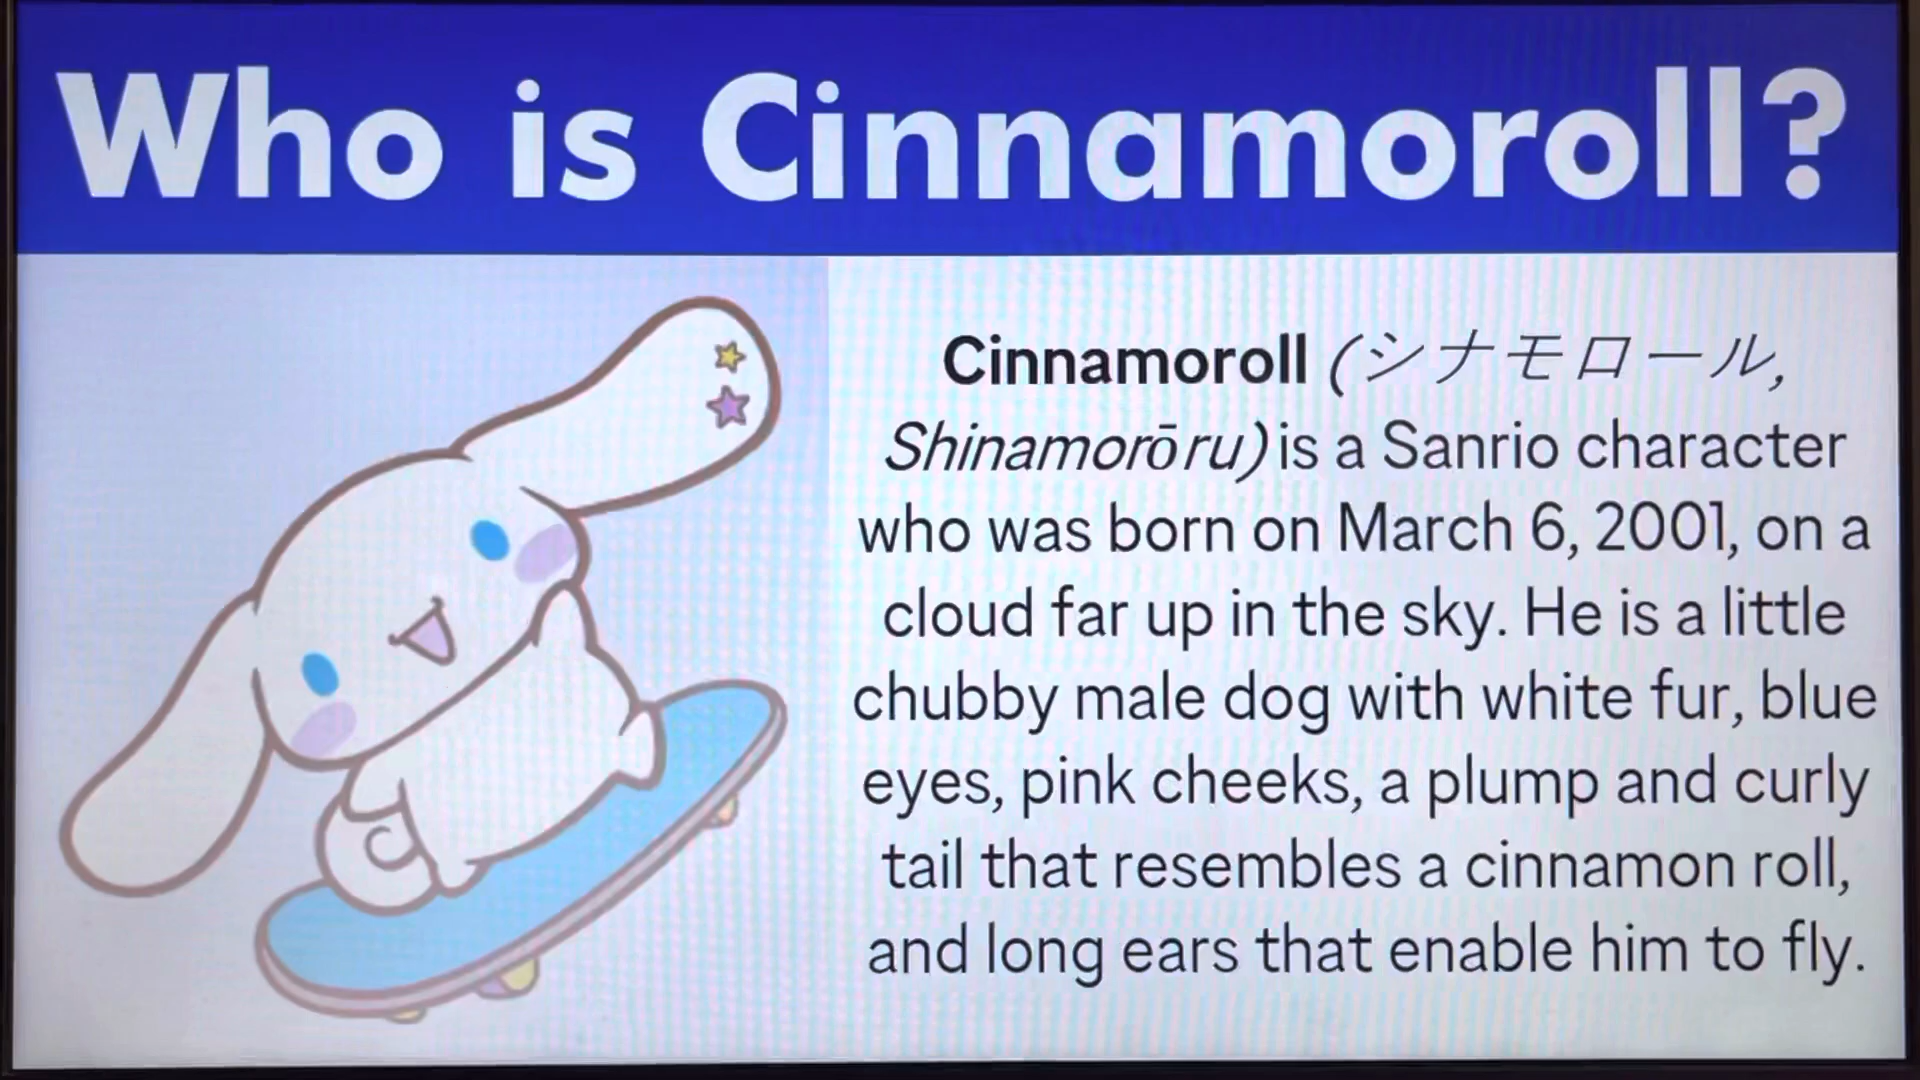 Who is Cinnamoroll?
Cinnamoroll (シナモロール,
Shinamorōru) is a Sanrio character
who was born on March 6, 2001, on a
cloud far up in the sky. He is a little
chubby male dog with white fur, blue
eyes, pink cheeks, a plump and curly
tail that resembles a cinnamon roll,
and long ears that enable him to fly.